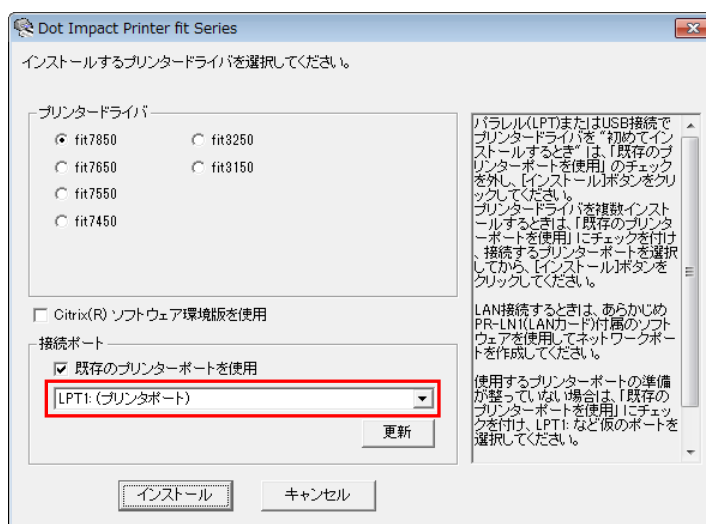 Dot Impact Printer fit Series
インストールするプリンタードライバを選択してください。
プリンタードライバ
fit7850
fit3250
fit7650
fit3150
fit7550
fit7450
Citrix(R) ソフトウェア環境版を使用
接続ポート
既存のプリンターポートを使用
LPT1: (プリンタポート)
更新
インストール
キャンセル
パラレル(LPT)またはUSB接続で
プリンタードライバを“初めてイン
ストールするとき”は、「既存のプ
リンターポートを使用」のチェック
を外し、[インストール]ボタンをクリ
ックしてください。
プリンタードライバを複数インスト
ールするときは、「既存のプリンタ
ーポートを使用」にチェックを付け
、接続するプリンターポートを選択
してから、[インストール]ボタンを
クリックしてください。
LAN接続するときは、あらかじめ
PR-LN1(LANカード)付属のソフト
ウェアを使用してネットワークポー
トを作成してください。
使用するプリンターポートの準備
が整っていない場合は、「既存の
プリンターポートを使用」にチェッ
クを付け、LPT1: など仮のポートを
選択してください。